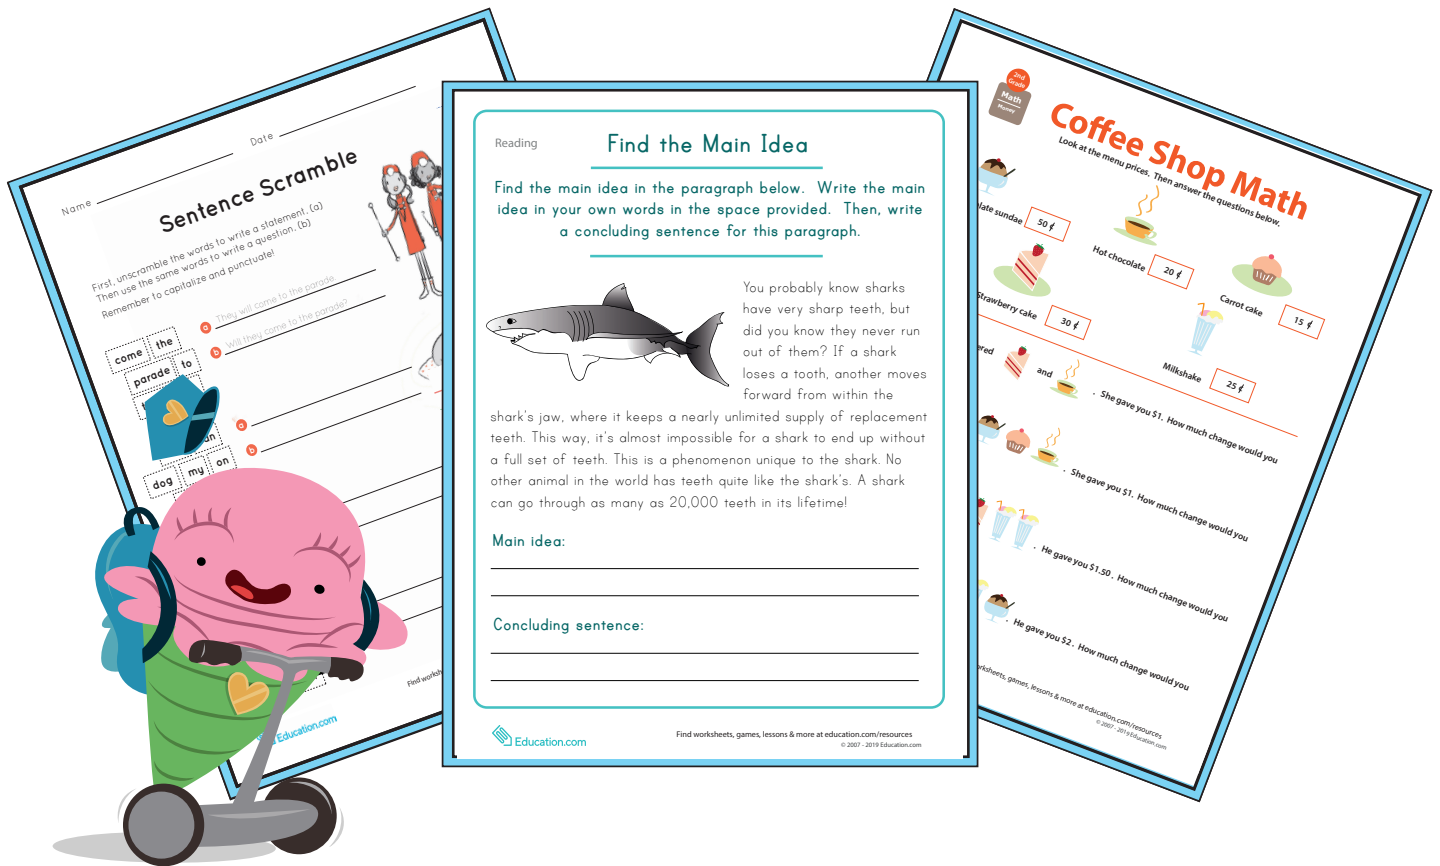 Name
Date
Sentence Scramble
First, unscramble the words to write a statement. (a)
Then use the same words to write a question. (b)
Remember to capitalize and punctuate!
a They will come to the parade.
b Will they come to the parade?
come the
parade to
a
b
dog my on
Find worksh
Education.com
Reading
Find the Main Idea
Find the main idea in the paragraph below. Write the main
idea in your own words in the space provided. Then, write
a concluding sentence for this paragraph.
You probably know sharks
have very sharp teeth, but
did you know they never run
out of them? If a shark
loses a tooth, another moves
forward from within the
shark's jaw, where it keeps a nearly unlimited supply of replacement
teeth. This way, it's almost impossible for a shark to end up without
a full set of teeth. This is a phenomenon unique to the shark. No
other animal in the world has teeth quite like the shark's. A shark
can go through as many as 20,000 teeth in its lifetime!
Main idea:
Concluding sentence:
Education.com
Find worksheets, games, lessons & more at education.com/resources
© 2007 - 2019 Education.com
2nd
Grade
Math
Money
Coffee Shop Math
Look at the menu prices. Then answer the questions below.
late sundae 50 ¢
Hot chocolate 20 ¢
Carrot cake 15 ¢
Strawberry cake 30 ¢
Milkshake 25 ¢
ered and . She gave you $1. How much change would you
. She gave you $1. How much change would you
. He gave you $1.50. How much change would you
. He gave you $2. How much change would you
rksheets, games, lessons & more at education.com/resources
© 2007 - 2019 Education.com